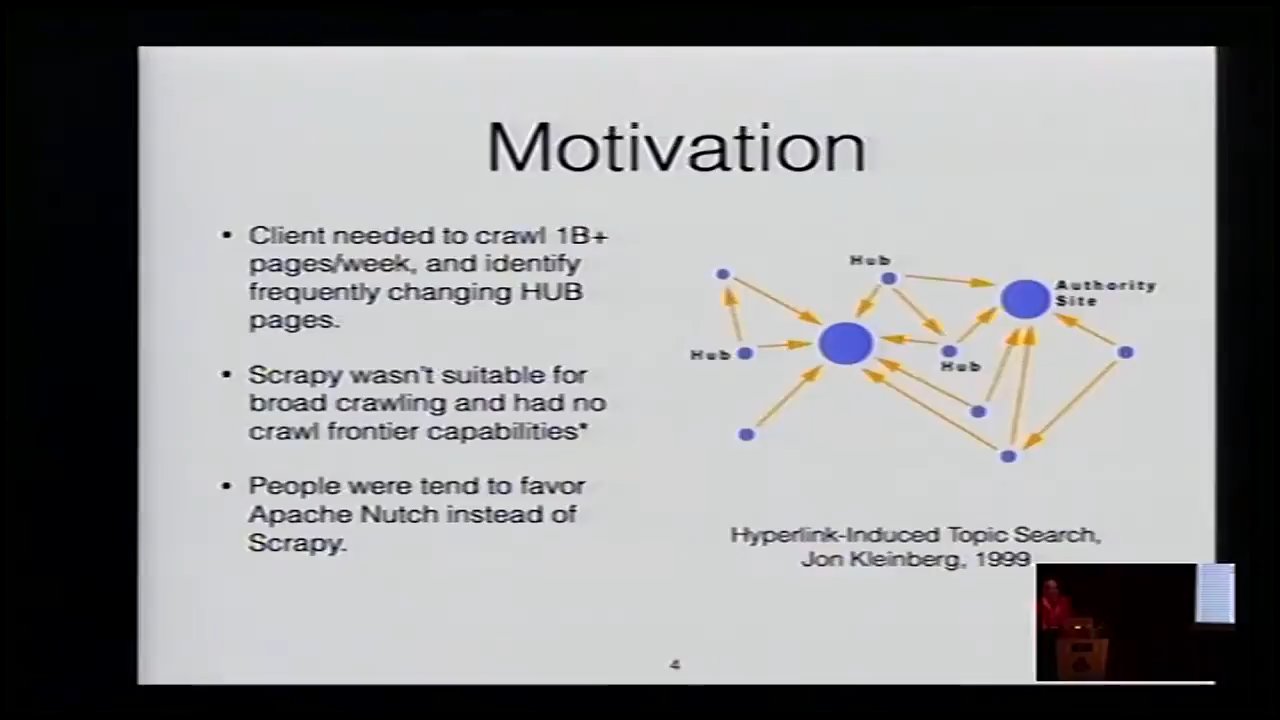 Motivation
• Client needed to crawl 1B+
pages/week, and identify
frequently changing HUB
pages.
• Scrapy wasn't suitable for
broad crawling and had no
crawl frontier capabilities*
• People were tend to favor
Apache Nutch instead of
Scrapy.
Hub
Authority
Site
Hub
Hub
Hyperlink-Induced Topic Search,
Jon Kleinberg, 1999
4